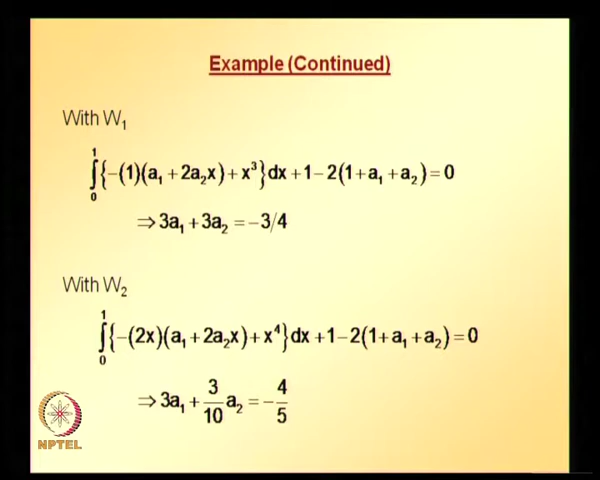 Example (Continued)
With W₁
∫₀¹{−(1)(a₁ + 2a₂x) + x³}dx + 1 − 2(1 + a₁ + a₂) = 0
⇒ 3a₁ + 3a₂ = −3/4
With W₂
∫₀¹{−(2x)(a₁ + 2a₂x) + x⁴}dx + 1 − 2(1 + a₁ + a₂) = 0
⇒ 3a₁ + 3/10 a₂ = −4/5
NPTEL